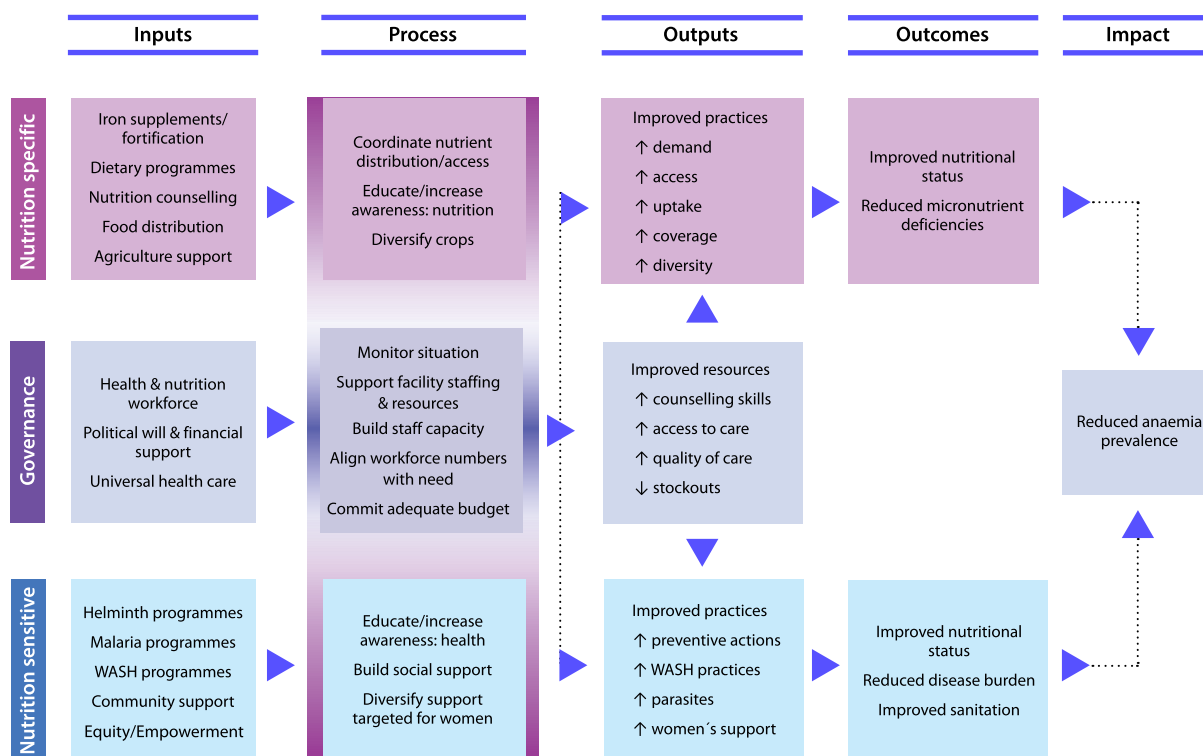 Inputs
Process
Outputs
Outcomes
Impact
Nutrition specific
Iron supplements/
fortification
Dietary programmes
Nutrition counselling
Food distribution
Agriculture support
Coordinate nutrient
distribution/access
Educate/increase
awareness: nutrition
Diversify crops
Improved practices
↑ demand
↑ access
↑ uptake
↑ coverage
↑ diversity
Improved nutritional
status
Reduced micronutrient
deficiencies
Governance
Health & nutrition
workforce
Political will & financial
support
Universal health care
Monitor situation
Support facility staffing
& resources
Build staff capacity
Align workforce numbers
with need
Commit adequate budget
Improved resources
↑ counselling skills
↑ access to care
↑ quality of care
↓ stockouts
Reduced anaemia
prevalence
Nutrition sensitive
Helminth programmes
Malaria programmes
WASH programmes
Community support
Equity/Empowerment
Educate/increase
awareness: health
Build social support
Diversify support
targeted for women
Improved practices
↑ preventive actions
↑ WASH practices
↑ parasites
↑ women´s support
Improved nutritional
status
Reduced disease burden
Improved sanitation